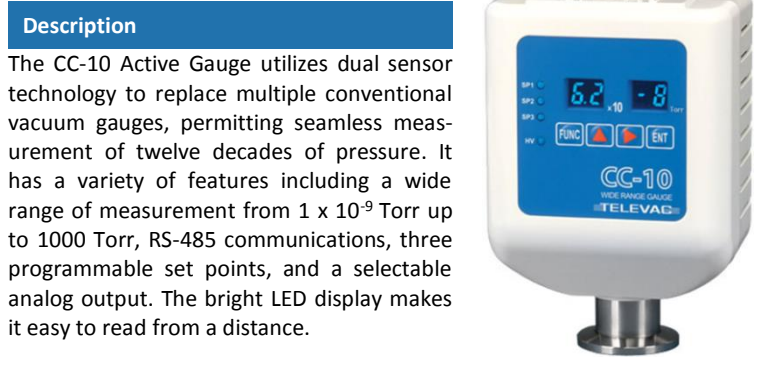 Description
The CC-10 Active Gauge utilizes dual sensor
technology to replace multiple conventional
vacuum gauges, permitting seamless meas-
urement of twelve decades of pressure. It
has a variety of features including a wide
range of measurement from 1 x 10⁻⁹ Torr up
to 1000 Torr, RS-485 communications, three
programmable set points, and a selectable
analog output. The bright LED display makes
it easy to read from a distance.
SP1
SP2
SP3
HV
6.2 x10 -8 Torr
FUNC ENT
CC-10
WIDE RANGE GAUGE
TELEVAC